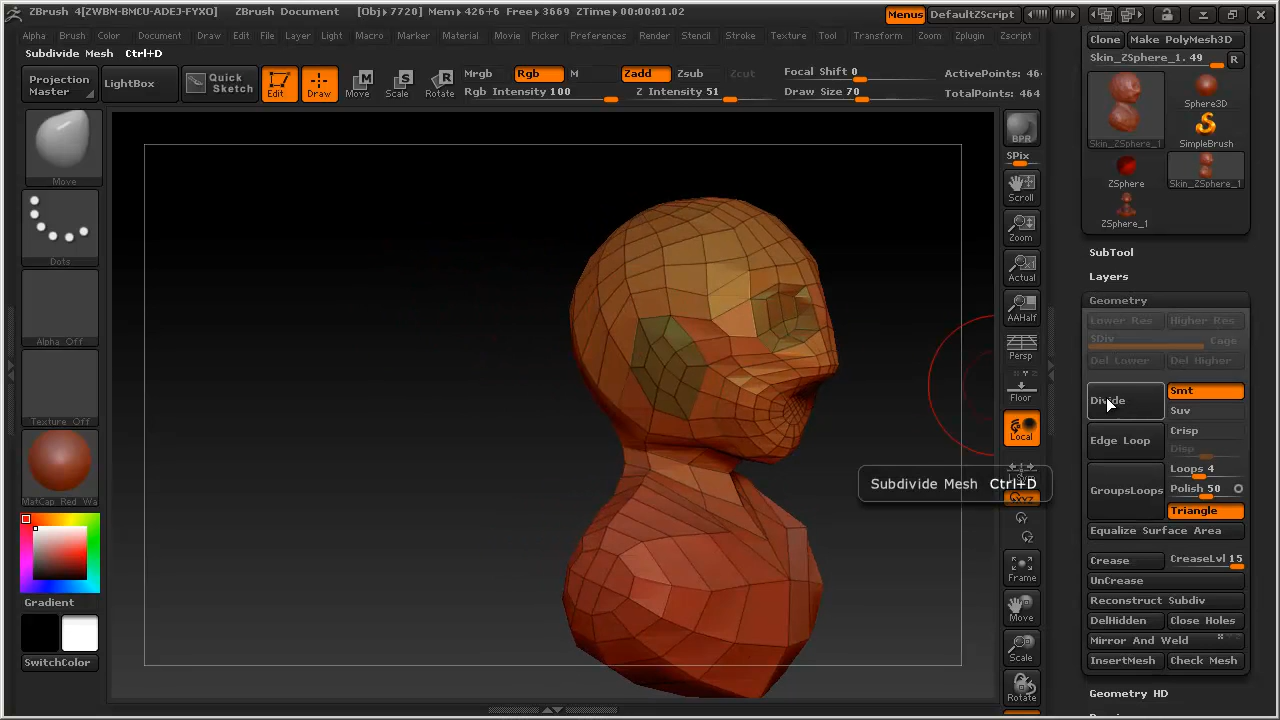 ZBrush 4[ZWBM-BMCU-ADEJ-FYXO] ZBrush Document [Obj▸7720] Mem▸426+6 Free▸3669 ZTime▸00:00:01.02 Menus DefaultZScript
Alpha Brush Color Document Draw Edit File Layer Light Macro Marker Material Movie Picker Preferences Render Stencil Stroke Texture Tool Transform Zoom Zplugin Zscript
Subdivide Mesh Ctrl+D
Projection Master
LightBox
Quick Sketch
Edit
Draw
Move
Scale
Rotate
Mrgb Rgb M
Rgb Intensity 100
Zadd Zsub Zcut
Z Intensity 51
Focal Shift 0
Draw Size 70
ActivePoints: 46
TotalPoints: 464
Move
Dots
Alpha Off
Texture Off
MatCap Red Wa
Gradient
SwitchColor
BPR
SPix
Scroll
Zoom
Actual
AAHalf
Persp
Floor
Local
XYZ
Frame
Move
Scale
Rotate
Subdivide Mesh Ctrl+D
Clone Make PolyMesh3D
Skin_ZSphere_1. 49 R
Skin_ZSphere_1
Sphere3D
SimpleBrush
ZSphere
Skin_ZSphere_1
ZSphere_1
SubTool
Layers
Geometry
Lower Res Higher Res
SDiv Cage
Del Lower Del Higher
Divide Smt
Suv
Edge Loop Crisp
Disp
GroupsLoops Loops 4
Polish 50
Triangle
Equalize Surface Area
Crease CreaseLvl 15
UnCrease
Reconstruct Subdiv
DelHidden Close Holes
Mirror And Weld
InsertMesh Check Mesh
Geometry HD